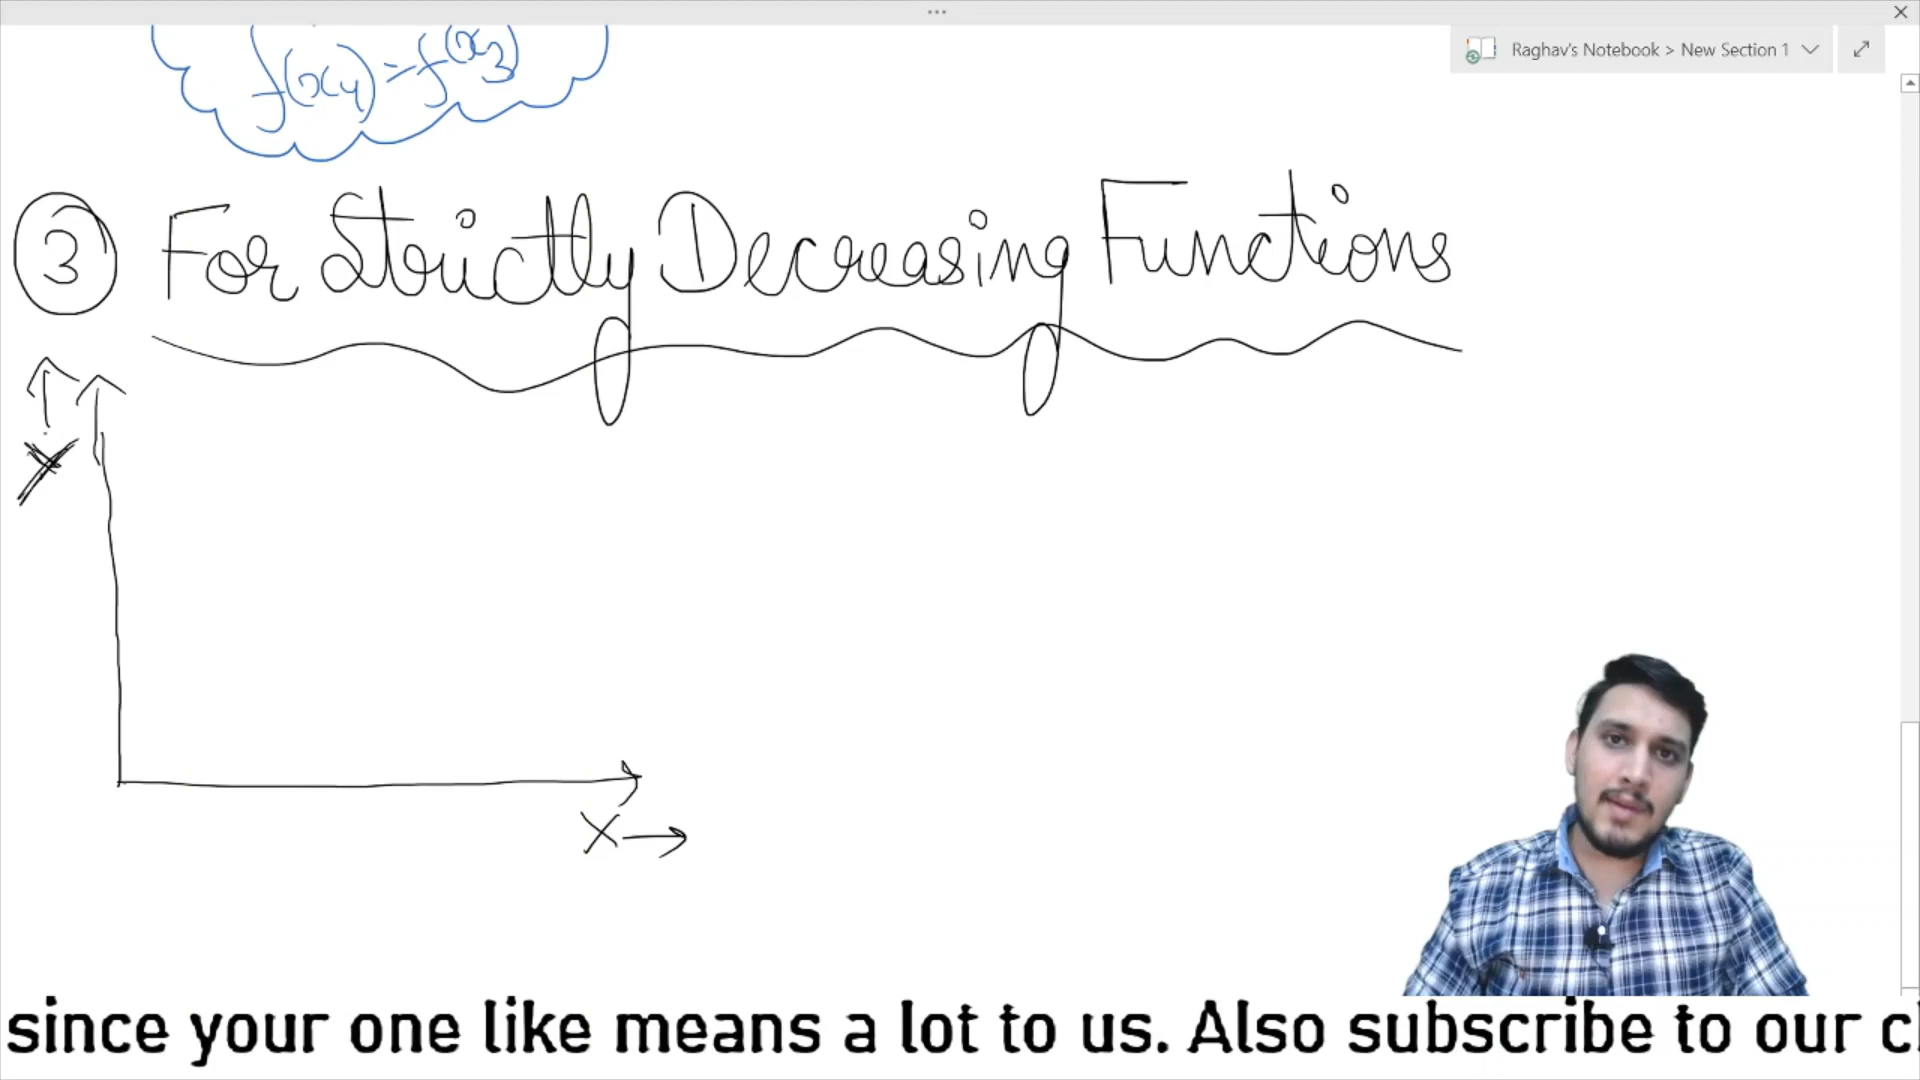 ...
Raghav's Notebook > New Section 1
f(x4)=f(x3)
3 For Strictly Decreasing Functions
Y
X
since your one like means a lot to us. Also subscribe to our c